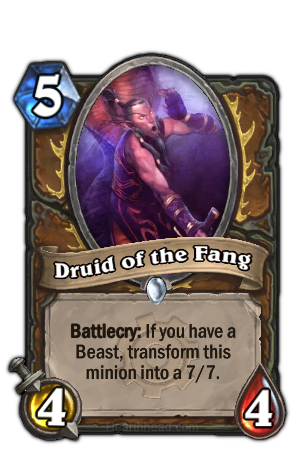 5
Druid of the Fang
Battlecry: If you have a
Beast, transform this
minion into a 7/7.
4
4